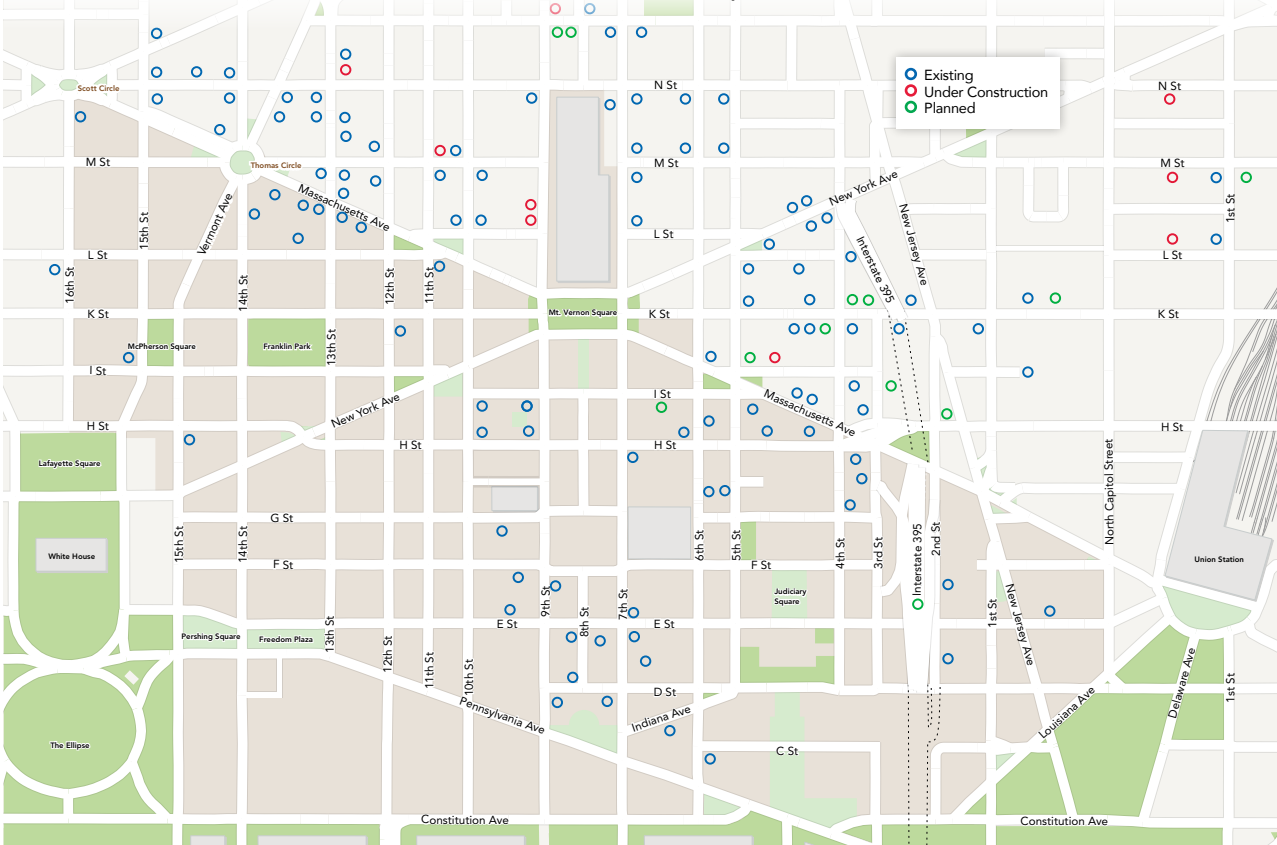 Existing
Under Construction
Planned
N St
N St
Scott Circle
M St
Thomas Circle
M St
M St
Massachusetts Ave
New York Ave
15th St
Vermont Ave
New Jersey Ave
1st St
L St
L St
L St
Interstate 395
16th St
14th St
12th St
11th St
K St
Mt. Vernon Square
K St
K St
McPherson Square
Franklin Park
13th St
I St
I St
New York Ave
Massachusetts Ave
H St
H St
H St
H St
Lafayette Square
North Capitol Street
G St
15th St
14th St
6th St
5th St
4th St
3rd St
Interstate 395
2nd St
White House
F St
F St
Union Station
9th St
8th St
7th St
Judiciary
Square
1st St
New Jersey Ave
E St
E St
Pershing Square
Freedom Plaza
13th St
12th St
11th St
10th St
D St
Delaware Ave
1st St
Pennsylvania Ave
Indiana Ave
Louisiana Ave
The Ellipse
C St
Constitution Ave
Constitution Ave